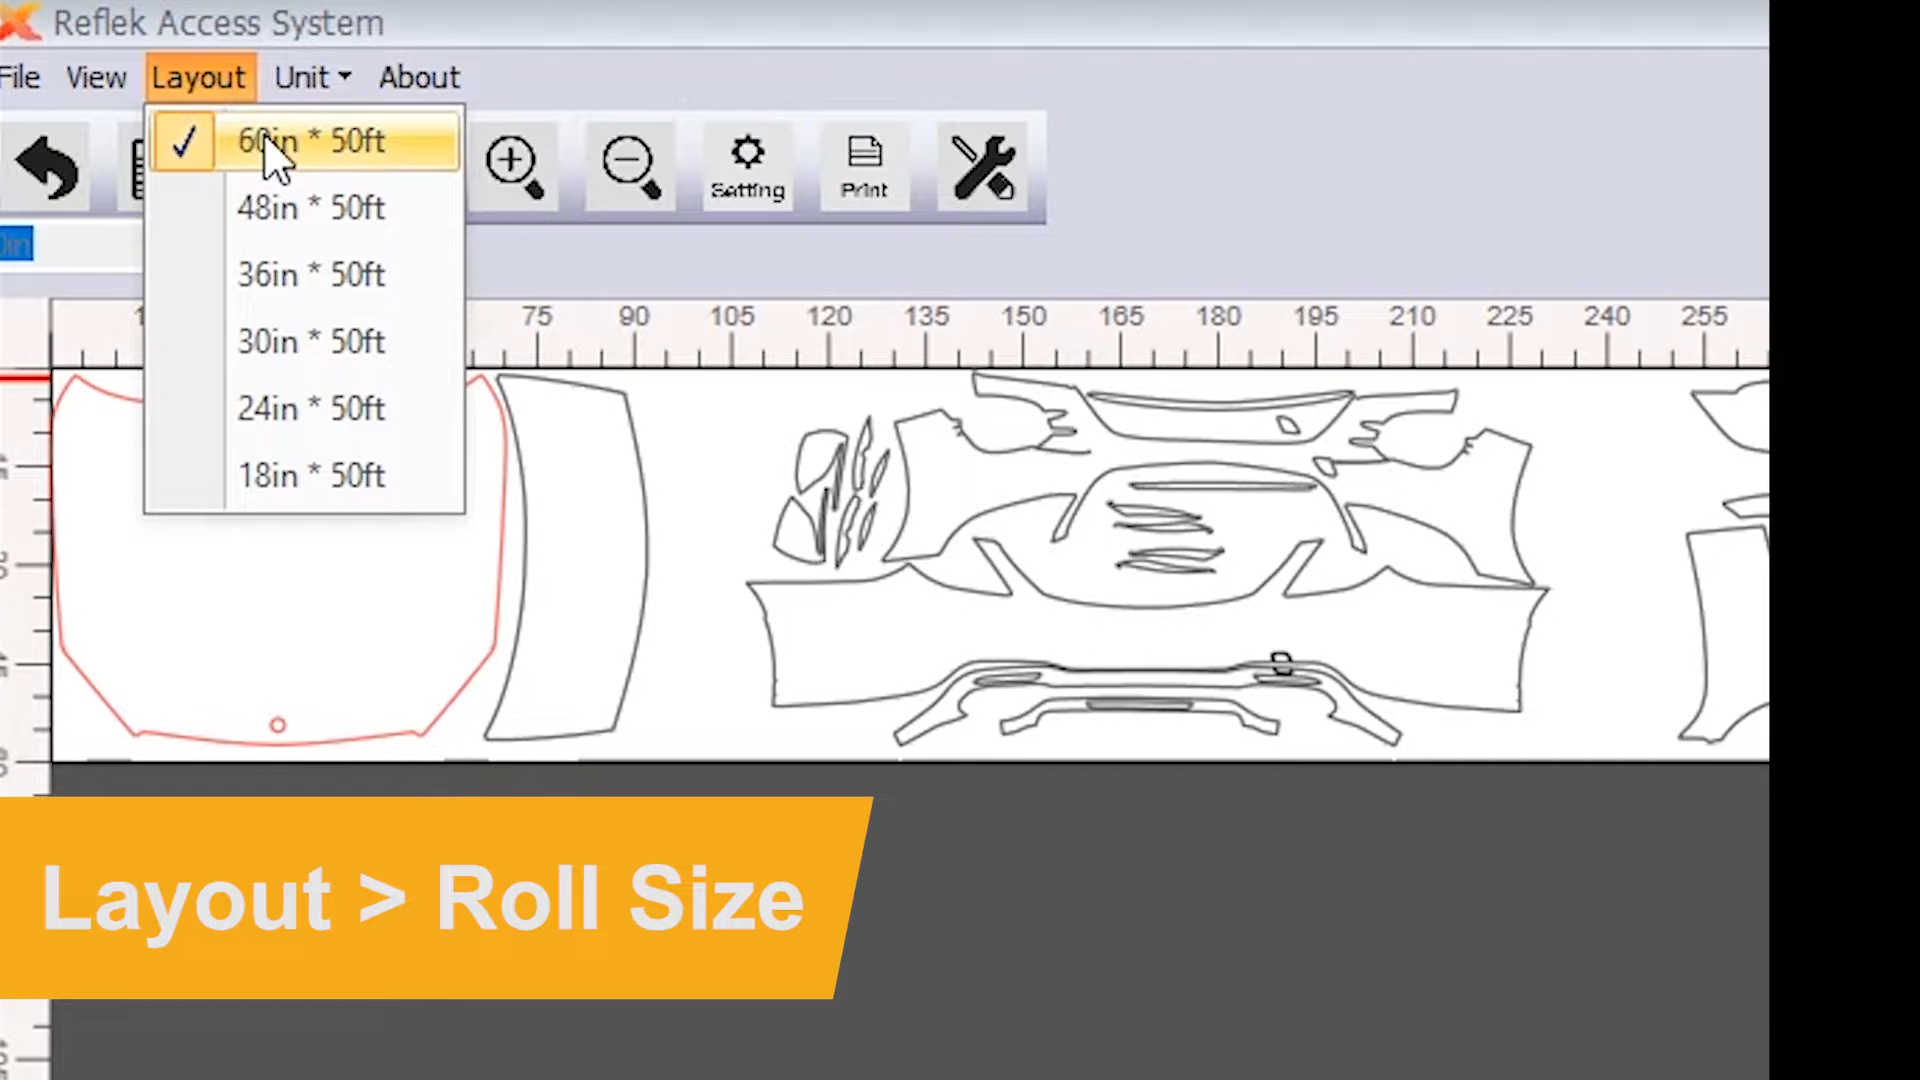 Reflek Access System
File View Layout Unit About
60in * 50ft
48in * 50ft
36in * 50ft
30in * 50ft
24in * 50ft
18in * 50ft
Setting Print
75 90 105 120 135 150 165 180 195 210 225 240 255
Layout > Roll Size